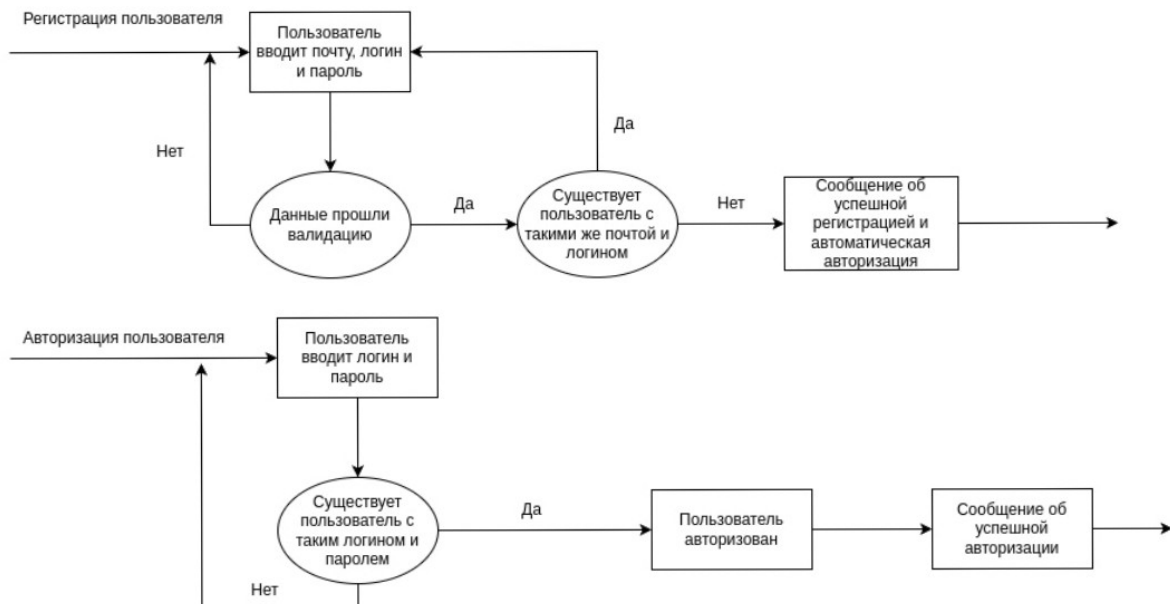 Регистрация пользователя
Пользователь
вводит почту, логин
и пароль
Да
Нет
Данные прошли
валидацию
Да
Существует
пользователь с
такими же почтой и
логином
Нет
Сообщение об
успешной
регистрацией и
автоматическая
авторизация
Авторизация пользователя
Пользователь
вводит логин и
пароль
Существует
пользователь с
таким логином и
паролем
Да
Пользователь
авторизован
Сообщение об
успешной
авторизации
Нет